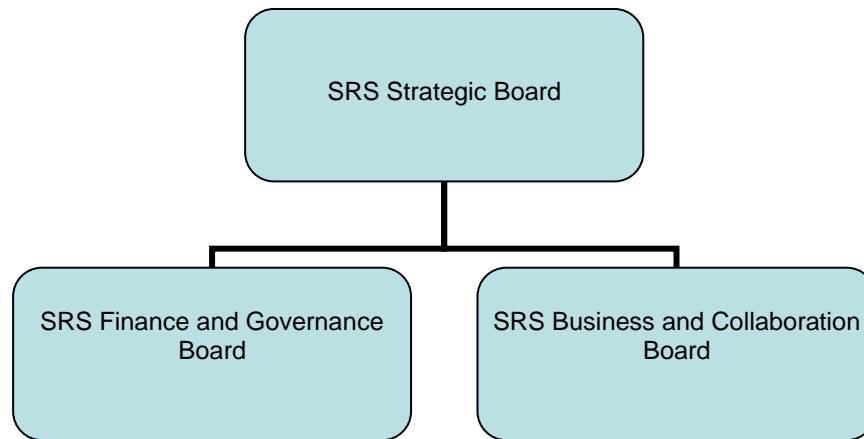 SRS Strategic Board
SRS Finance and Governance
Board
SRS Business and Collaboration
Board